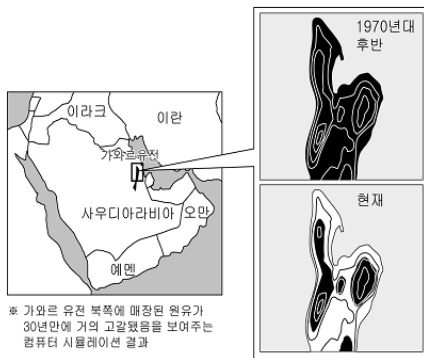 1970년대
후반
이라크
이란
가와르유전
사우디아라비아
오만
예멘
현재
※ 가와르 유전 북쪽에 매장된 원유가
30년만에 거의 고갈됐음을 보여주는
컴퓨터 시뮬레이션 결과